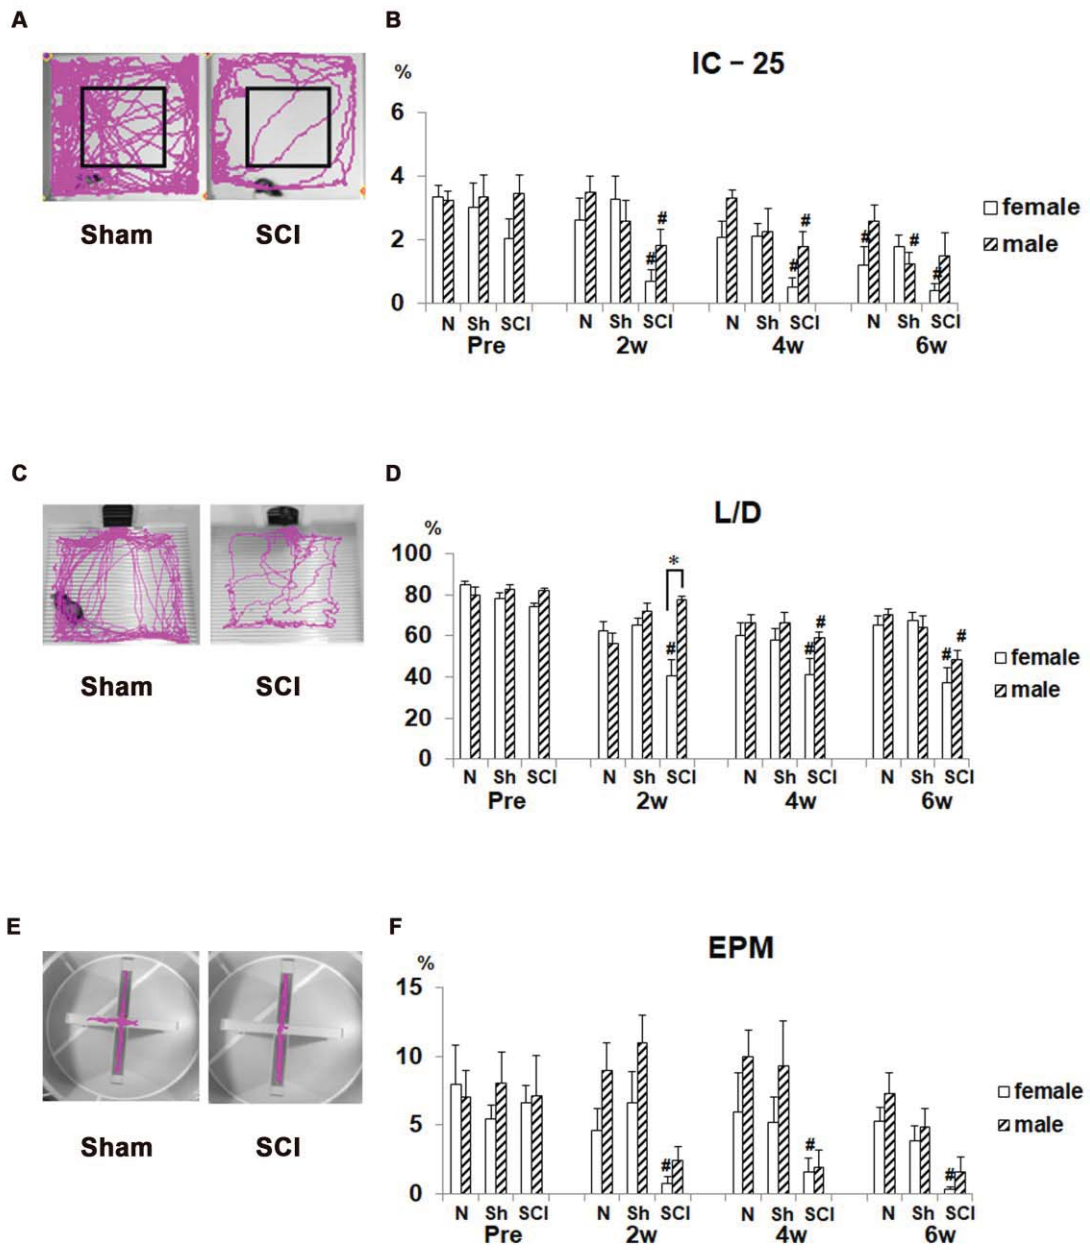 A
B
IC – 25
%
6
4
2
0
Sham SCI
# # # # # # #
N Sh SCI N Sh SCI N Sh SCI N Sh SCI
Pre 2w 4w 6w
female
male
C
D
L/D
%
100
80
60
40
20
0
Sham SCI
*
# # # # #
N Sh SCI N Sh SCI N Sh SCI N Sh SCI
Pre 2w 4w 6w
female
male
E
F
EPM
%
15
10
5
0
Sham SCI
# # #
N Sh SCI N Sh SCI N Sh SCI N Sh SCI
Pre 2w 4w 6w
female
male